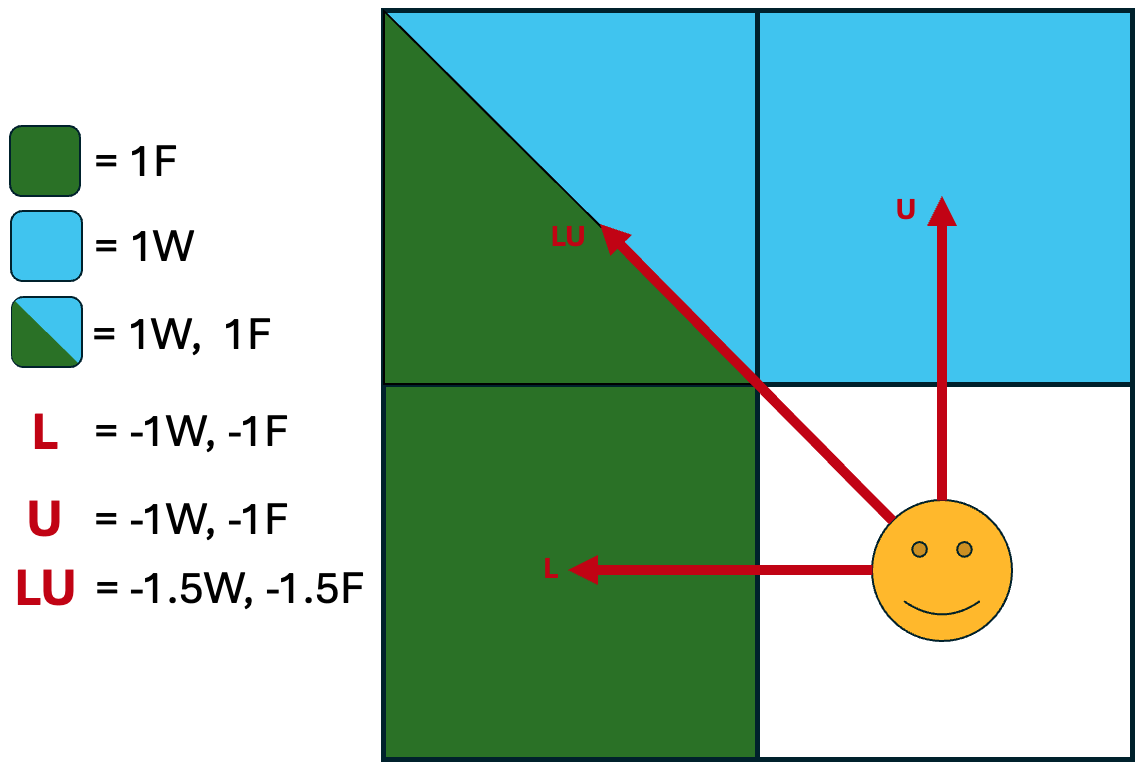 = 1F
= 1W
= 1W, 1F
L = -1W, -1F
U = -1W, -1F
LU = -1.5W, -1.5F
U
LU
L